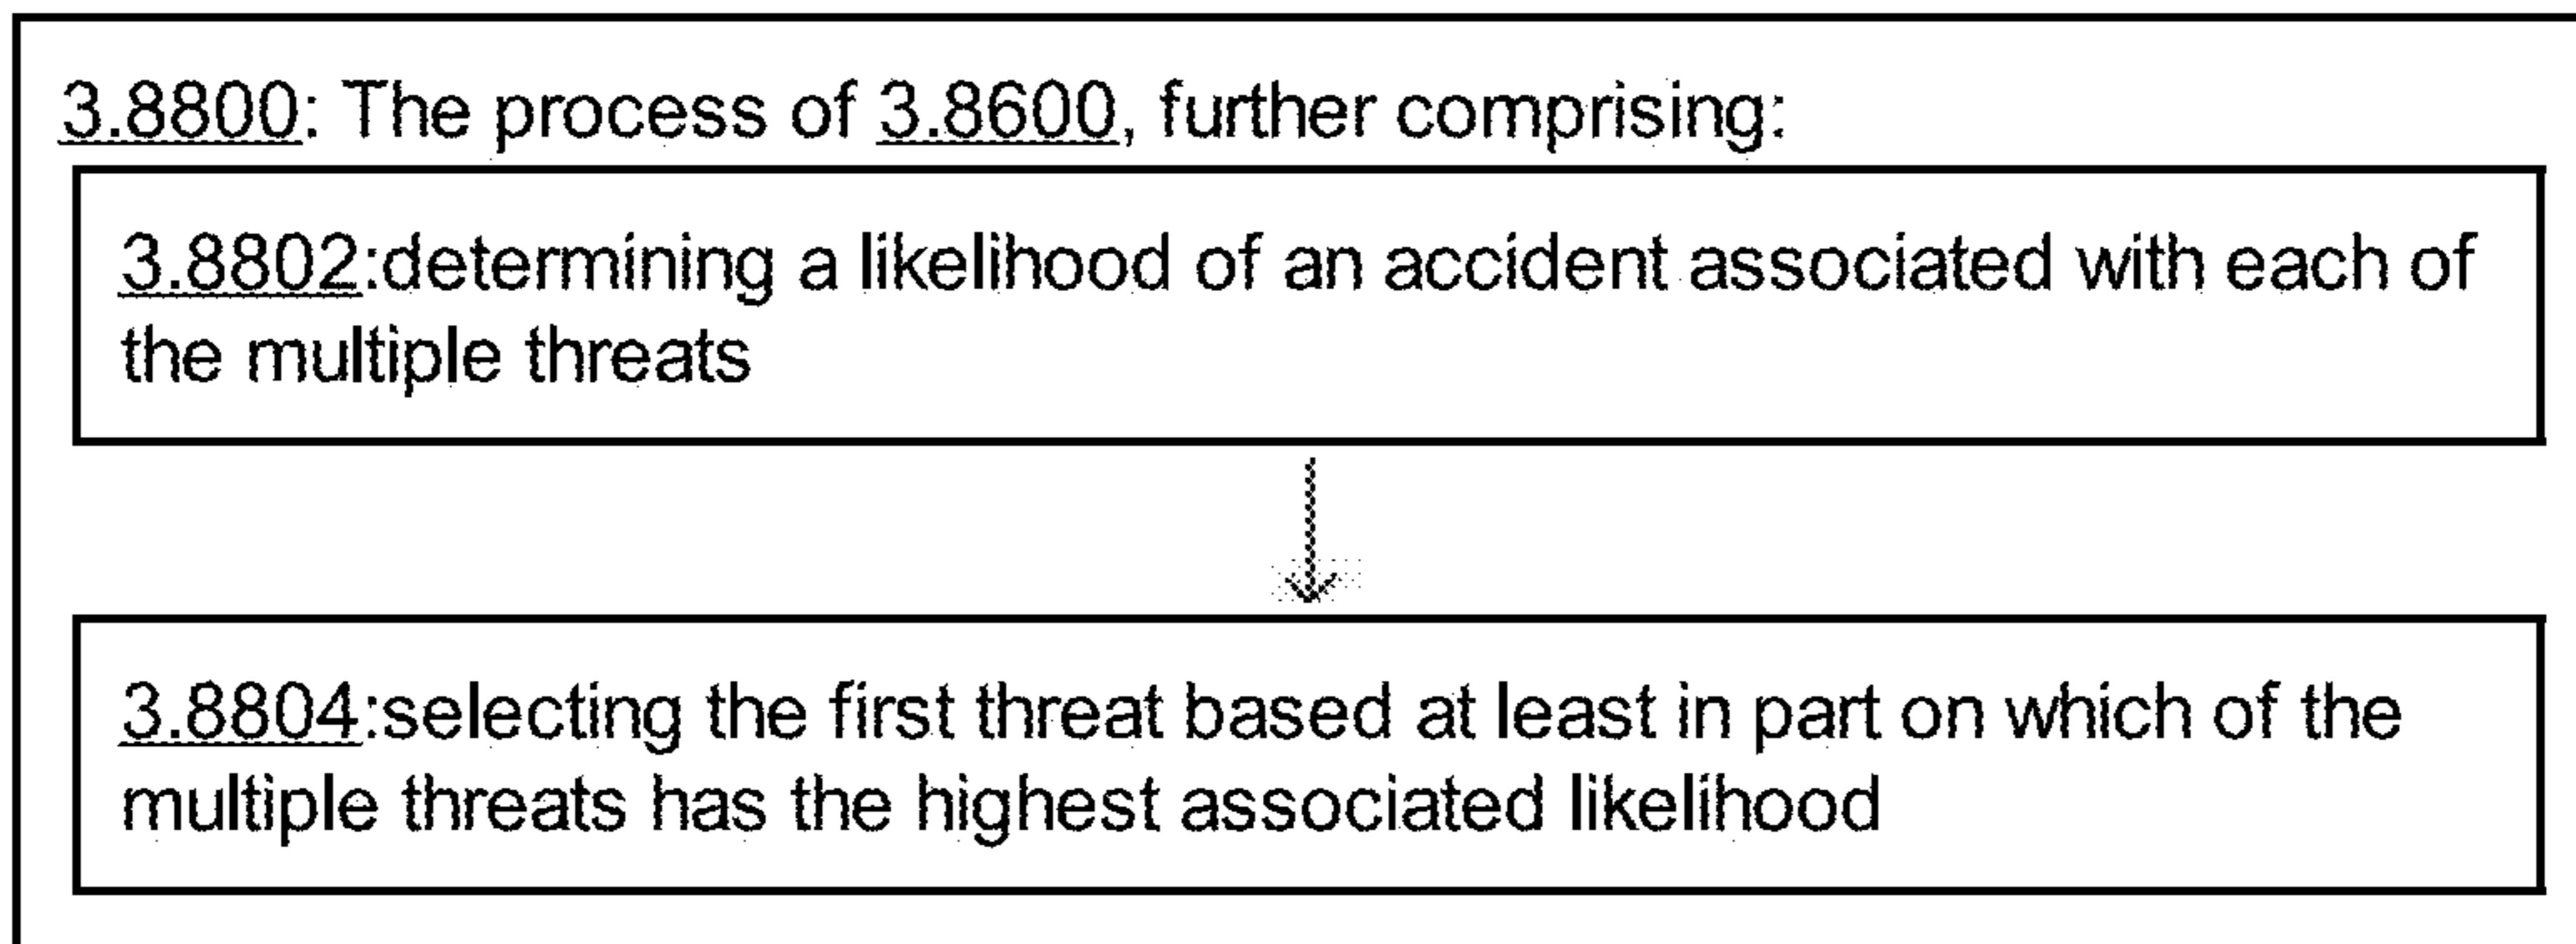 3.8800: The process of 3.8600, further comprising:
3.8802:determining a likelihood of an accident associated with each of
the multiple threats
3.8804:selecting the first threat based at least in part on which of the
multiple threats has the highest associated likelihood